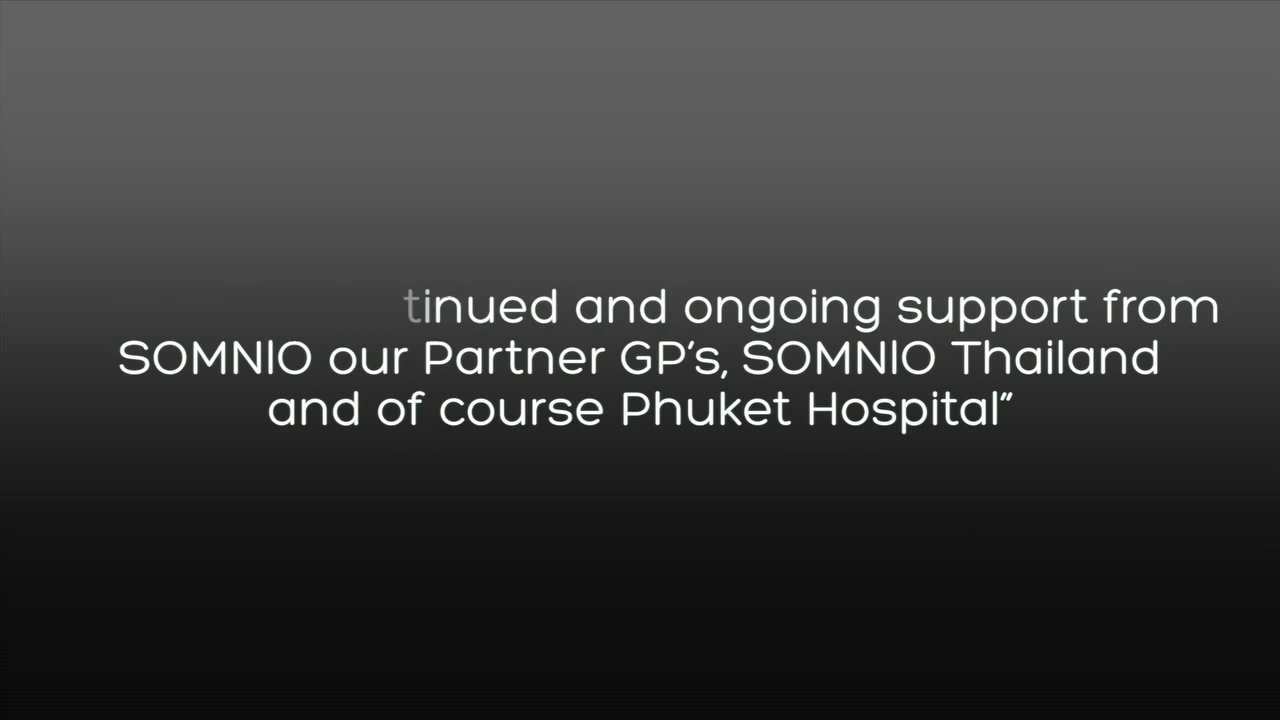 tinued and ongoing support from
SOMNIO our Partner GP's, SOMNIO Thailand
and of course Phuket Hospital"